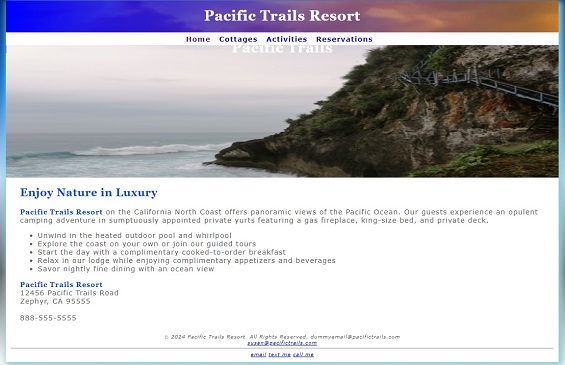 Pacific Trails Resort
Home Cottages Activities Reservations
Pacific Trails
Enjoy Nature in Luxury
Pacific Trails Resort on the California North Coast offers panoramic views of the Pacific Ocean. Our guests experience an opulent
camping adventure in sumptuously appointed private yurts featuring a gas fireplace, king-size bed, and private deck.
Unwind in the heated outdoor pool and whirlpool
Explore the coast on your own or join our guided tours
Start the day with a complimentary cooked-to-order breakfast
Relax in our lodge while enjoying complimentary appetizers and beverages
Savor nightly fine dining with an ocean view
Pacific Trails Resort
12456 Pacific Trails Road
Zephyr, CA 95555
888-555-5555
© 2024 Pacific Trails Resort. All Rights Reserved. dummyemail@pacifictrails.com
susan@pacifictrails.com
email text me call me